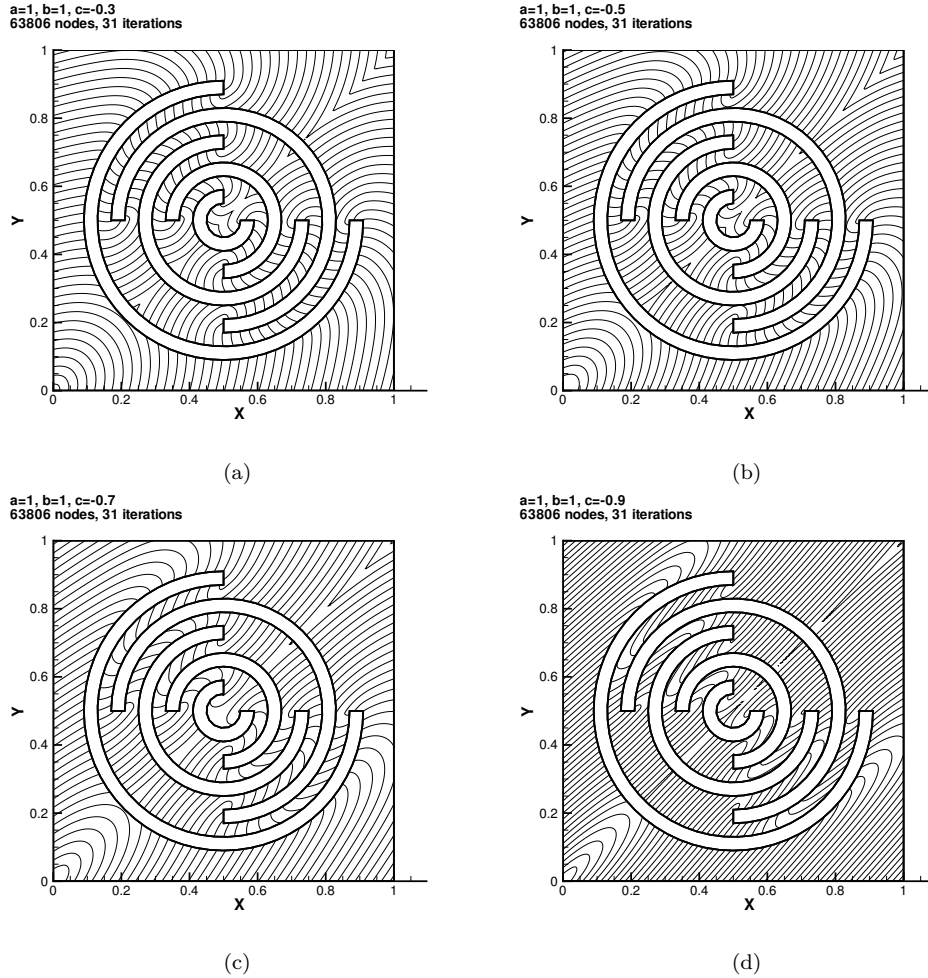 a=1, b=1, c=-0.3
63806 nodes, 31 iterations
1
0.8
0.6
Y
0.4
0.2
0
0 0.2 0.4 0.6 0.8 1
X
(a)
a=1, b=1, c=-0.5
63806 nodes, 31 iterations
1
0.8
0.6
Y
0.4
0.2
0
0 0.2 0.4 0.6 0.8 1
X
(b)
a=1, b=1, c=-0.7
63806 nodes, 31 iterations
1
0.8
0.6
Y
0.4
0.2
0
0 0.2 0.4 0.6 0.8 1
X
(c)
a=1, b=1, c=-0.9
63806 nodes, 31 iterations
1
0.8
0.6
Y
0.4
0.2
0
0 0.2 0.4 0.6 0.8 1
X
(d)